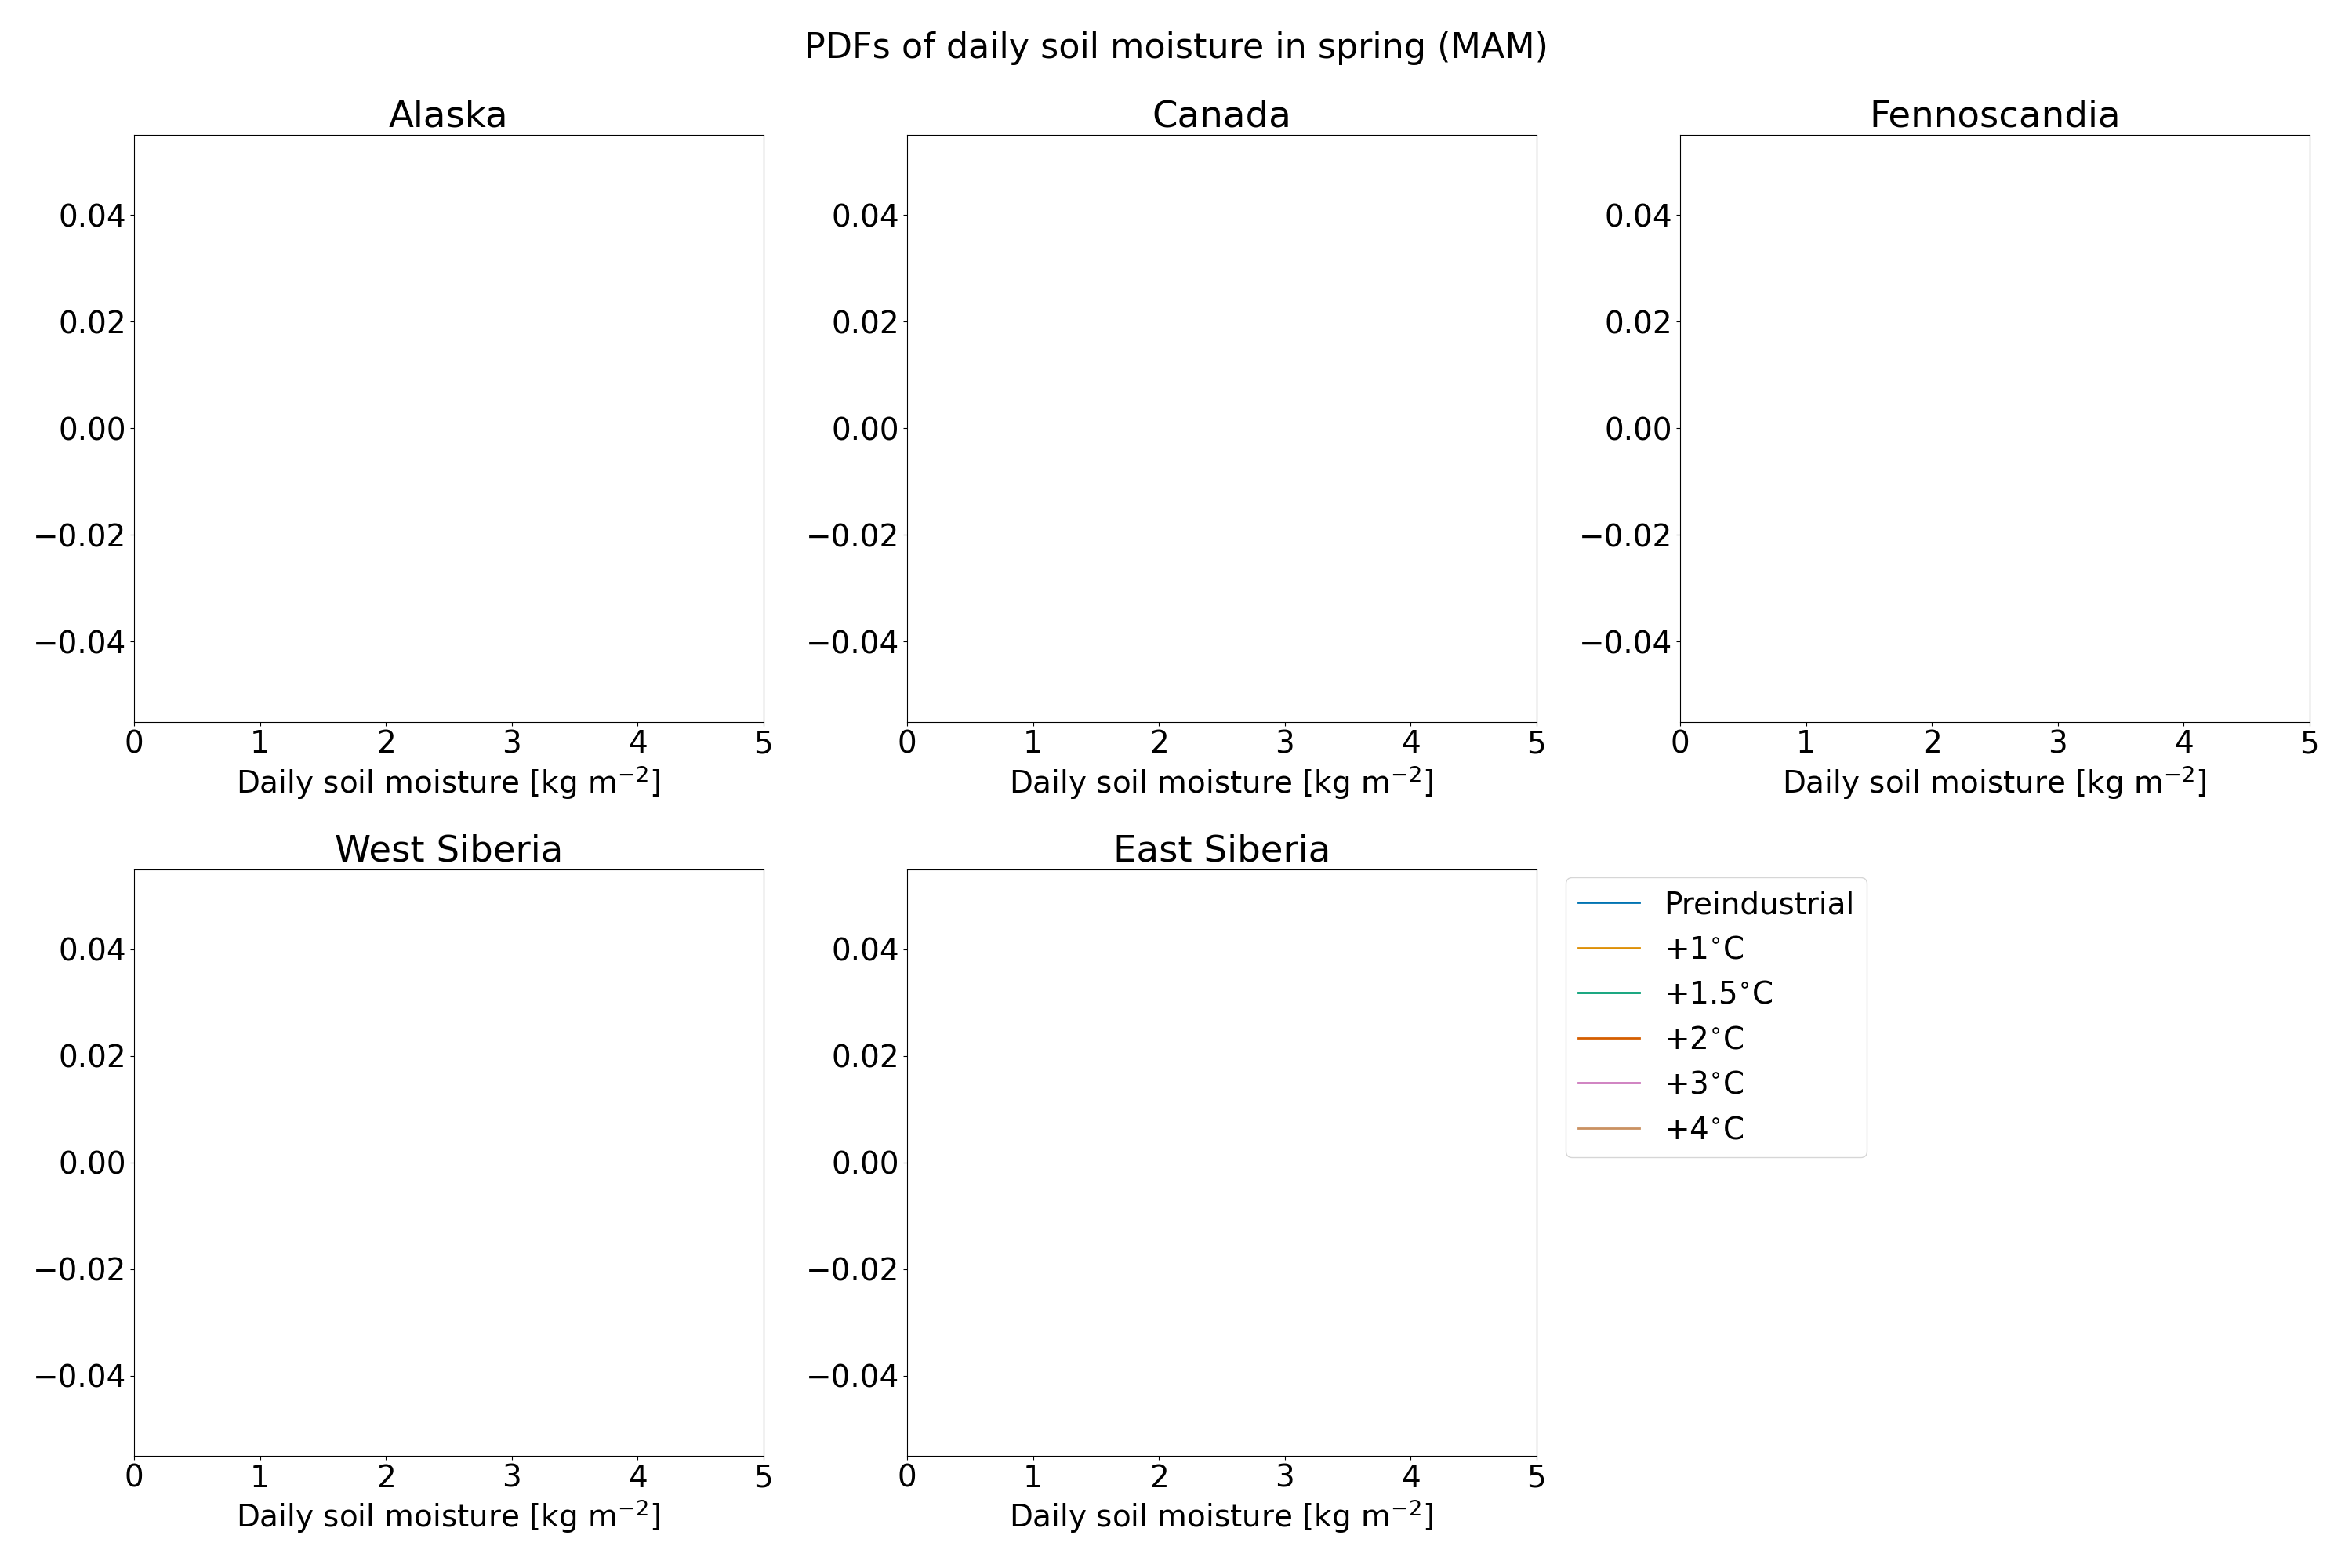 PDFs of daily soil moisture in spring (MAM)
Alaska
0.04
0.02
0.00
−0.02
−0.04
0 1 2 3 4 5
Daily soil moisture [kg m⁻²]
Canada
0.04
0.02
0.00
−0.02
−0.04
0 1 2 3 4 5
Daily soil moisture [kg m⁻²]
Fennoscandia
0.04
0.02
0.00
−0.02
−0.04
0 1 2 3 4 5
Daily soil moisture [kg m⁻²]
West Siberia
0.04
0.02
0.00
−0.02
−0.04
0 1 2 3 4 5
Daily soil moisture [kg m⁻²]
East Siberia
0.04
0.02
0.00
−0.02
−0.04
0 1 2 3 4 5
Daily soil moisture [kg m⁻²]
Preindustrial
+1°C
+1.5°C
+2°C
+3°C
+4°C